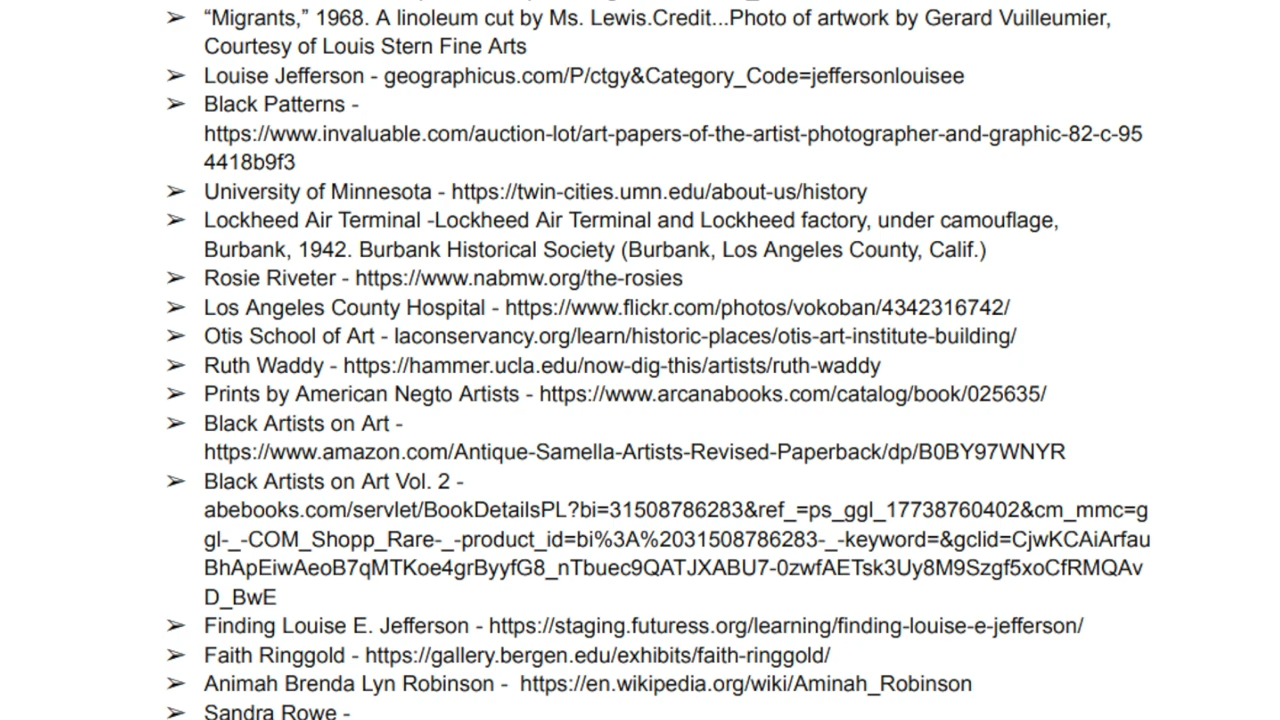 ➢ “Migrants,” 1968. A linoleum cut by Ms. Lewis.Credit...Photo of artwork by Gerard Vuilleumier,
Courtesy of Louis Stern Fine Arts
➢ Louise Jefferson - geographicus.com/P/ctgy&Category_Code=jeffersonlouisee
➢ Black Patterns -
https://www.invaluable.com/auction-lot/art-papers-of-the-artist-photographer-and-graphic-82-c-95
4418b9f3
➢ University of Minnesota - https://twin-cities.umn.edu/about-us/history
➢ Lockheed Air Terminal -Lockheed Air Terminal and Lockheed factory, under camouflage,
Burbank, 1942. Burbank Historical Society (Burbank, Los Angeles County, Calif.)
➢ Rosie Riveter - https://www.nabmw.org/the-rosies
➢ Los Angeles County Hospital - https://www.flickr.com/photos/vokoban/4342316742/
➢ Otis School of Art - laconservancy.org/learn/historic-places/otis-art-institute-building/
➢ Ruth Waddy - https://hammer.ucla.edu/now-dig-this/artists/ruth-waddy
➢ Prints by American Negto Artists - https://www.arcanabooks.com/catalog/book/025635/
➢ Black Artists on Art -
https://www.amazon.com/Antique-Samella-Artists-Revised-Paperback/dp/B0BY97WNYR
➢ Black Artists on Art Vol. 2 -
abebooks.com/servlet/BookDetailsPL?bi=31508786283&ref_=ps_ggl_17738760402&cm_mmc=g
gl-_-COM_Shopp_Rare-_-product_id=bi%3A%2031508786283-_-keyword=&gclid=CjwKCAiArfau
BhApEiwAeoB7qMTKoe4grByyfG8_nTbuec9QATJXABU7-0zwfAETsk3Uy8M9Szgf5xoCfRMQAv
D_BwE
➢ Finding Louise E. Jefferson - https://staging.futuress.org/learning/finding-louise-e-jefferson/
➢ Faith Ringgold - https://gallery.bergen.edu/exhibits/faith-ringgold/
➢ Animah Brenda Lyn Robinson -  https://en.wikipedia.org/wiki/Aminah_Robinson
➢ Sandra Rowe -